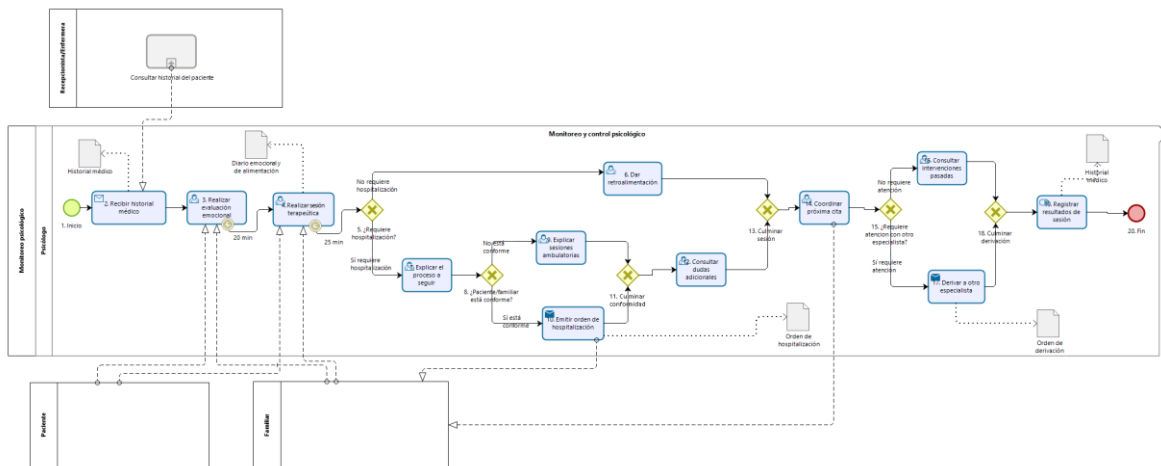 Recepcionista/Enfermera
Consultar historial del paciente
Monitoreo y control psicológico
Monitoreo psicológico
Psicólogo
Historial médico
Diario emocional y
de alimentación
1. Inicio
2. Recibir historial
médico
3. Realizar
evaluación
emocional
20 min
4. Realizar sesión
terapeútica
25 min
No requiere
hospitalización
5. ¿Requiere
hospitalización?
Sí requiere
hospitalización
6. Dar
retroalimentación
Explicar el
proceso a
seguir
8. ¿Paciente/familiar
está conforme?
No está
conforme
Sí está
conforme
9. Explicar
sesiones
ambulatorias
10. Emitir orden de
hospitalización
11. Culminar
conformidad
Consultar
dudas
adicionales
13. Culminar
sesión
Orden de
hospitalización
14. Coordinar
próxima cita
No requiere
atención
15. ¿Requiere
atencion con otro
especialista?
Sí requiere
atención
16. Consultar
intervenciones
pasadas
17. Derivar a otro
especialista
Orden de
derivación
18. Culminar
derivación
Historial
médico
19. Registrar
resultados de
sesión
20. Fin
Paciente
Familiar